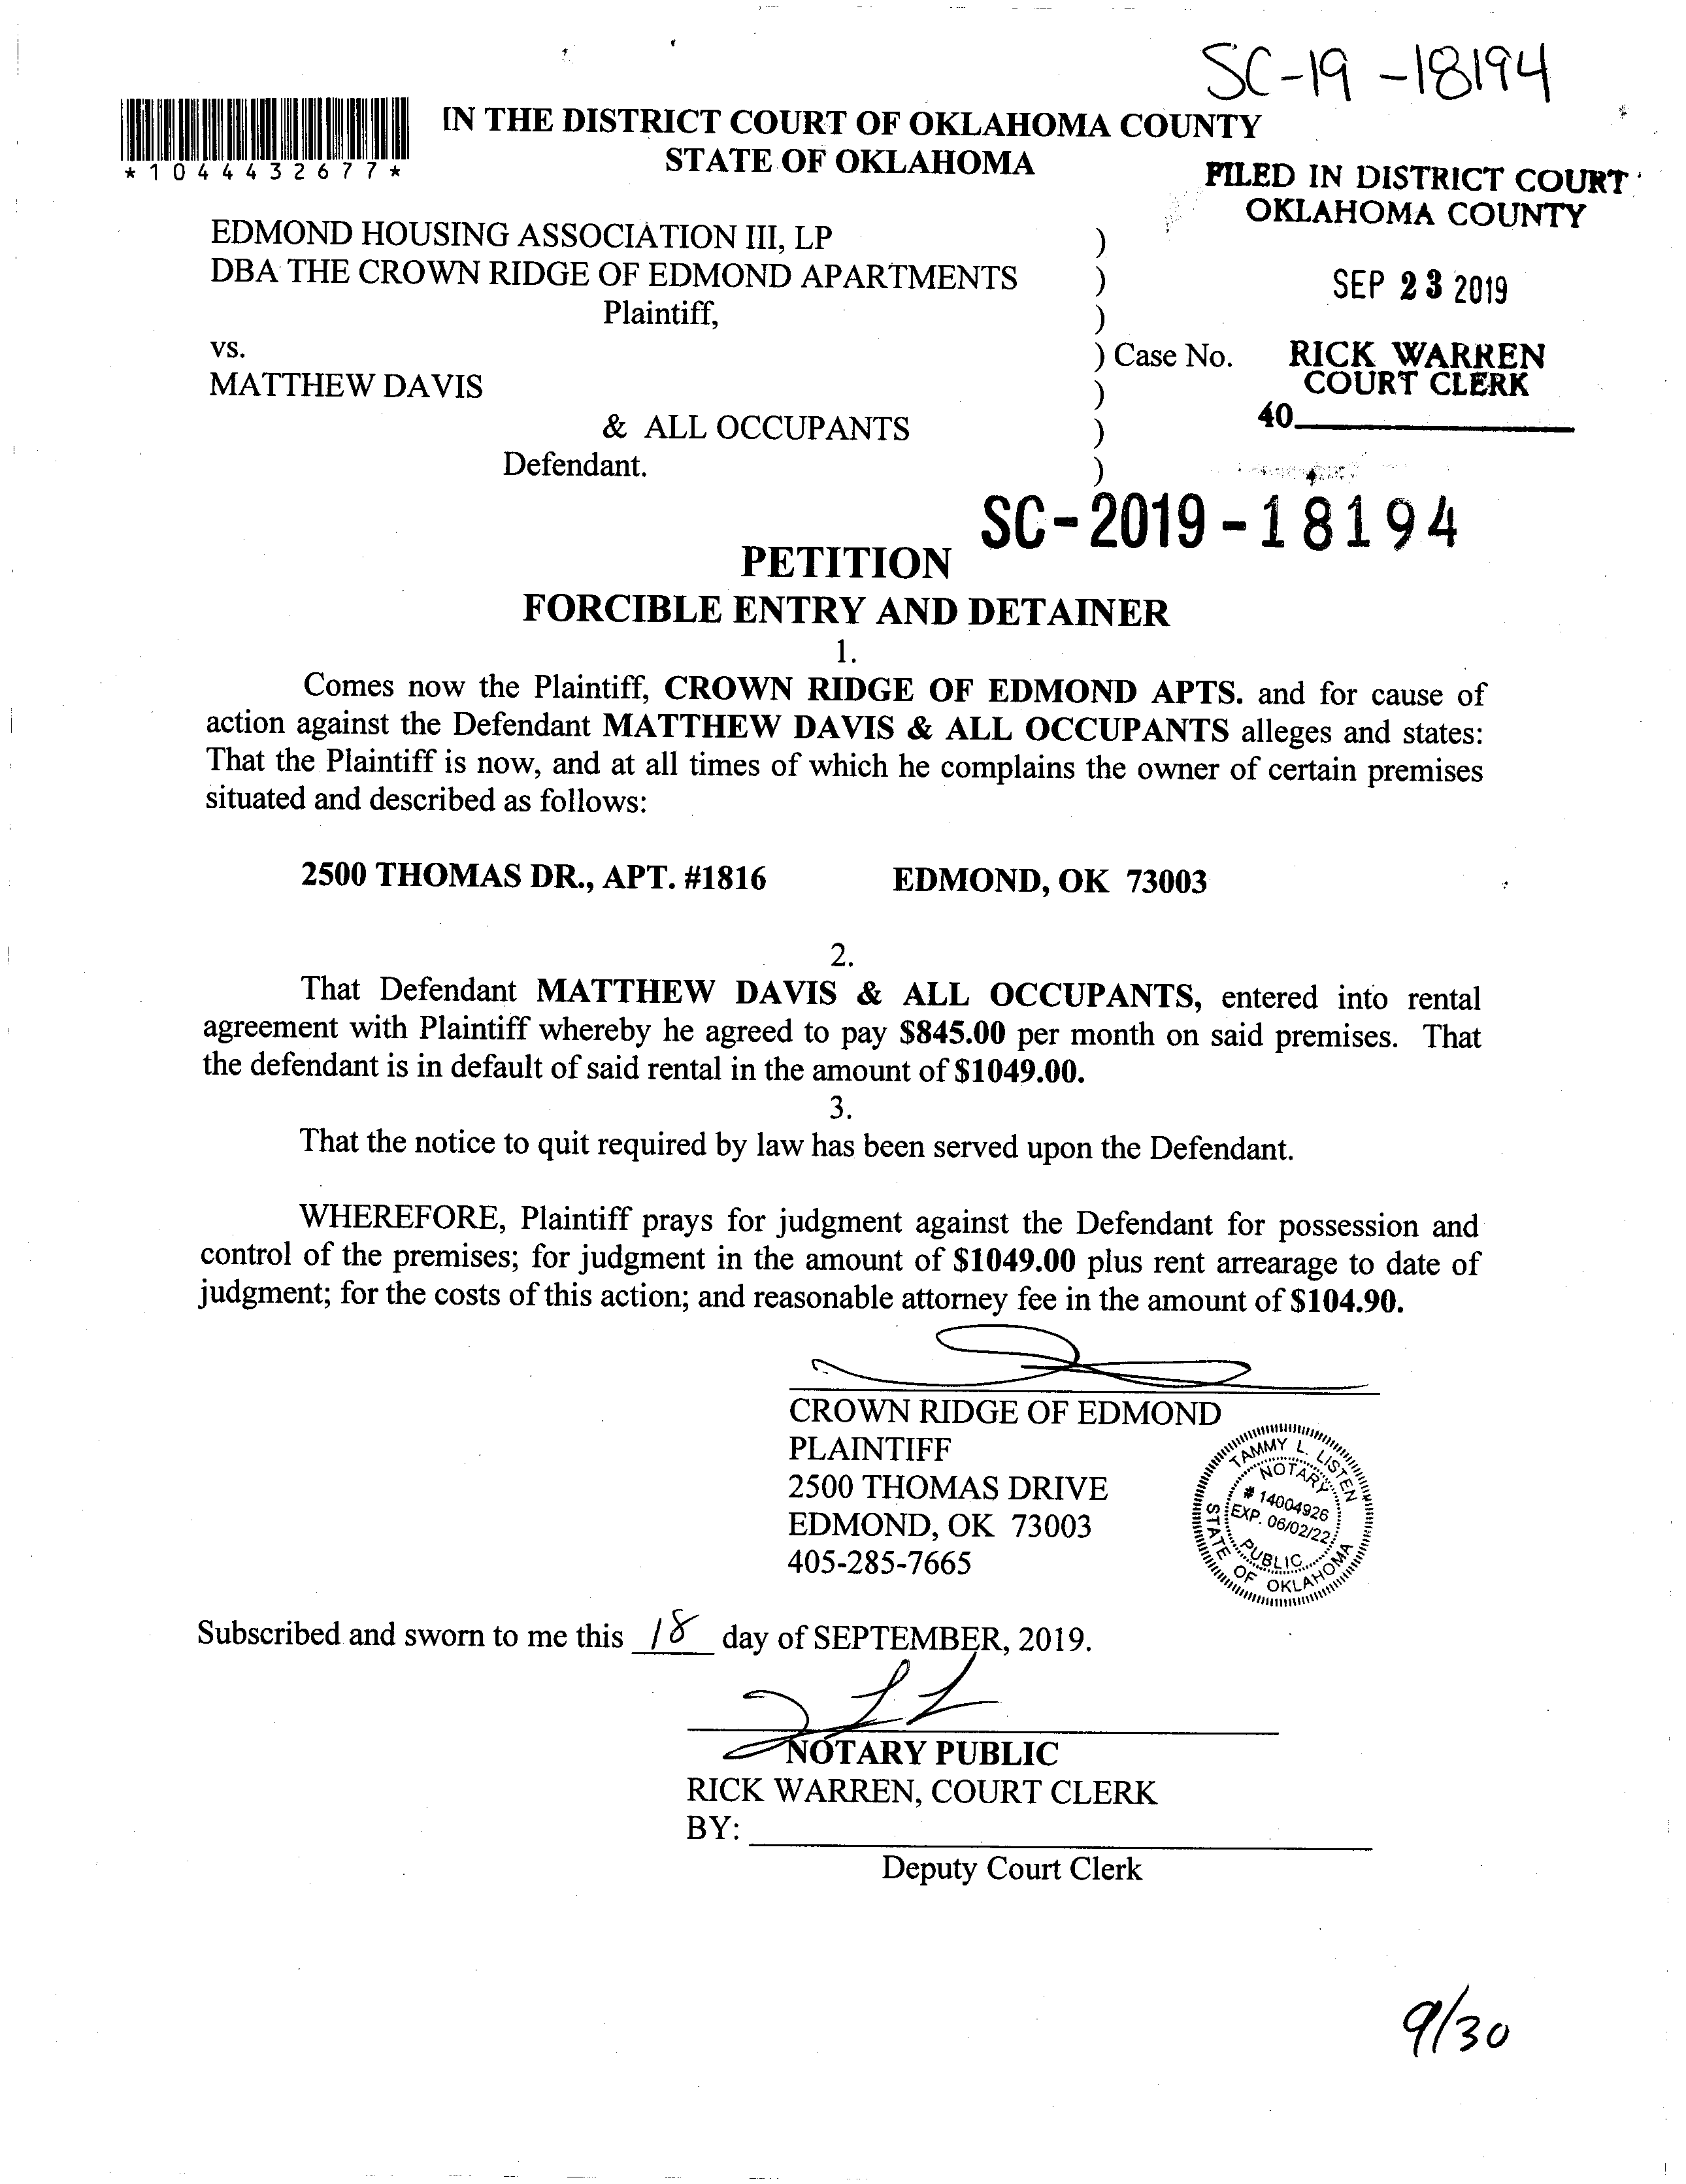 SC-19-18194
*1044432677*
IN THE DISTRICT COURT OF OKLAHOMA COUNTY
STATE OF OKLAHOMA
FILED IN DISTRICT COURT
OKLAHOMA COUNTY
SEP 23 2019
RICK WARREN
COURT CLERK
40
EDMOND HOUSING ASSOCIATION III, LP )
DBA THE CROWN RIDGE OF EDMOND APARTMENTS )
Plaintiff, )
vs. ) Case No.
MATTHEW DAVIS )
& ALL OCCUPANTS )
Defendant. )
SC-2019-18194
PETITION
FORCIBLE ENTRY AND DETAINER
1.
Comes now the Plaintiff, CROWN RIDGE OF EDMOND APTS. and for cause of
action against the Defendant MATTHEW DAVIS & ALL OCCUPANTS alleges and states:
That the Plaintiff is now, and at all times of which he complains the owner of certain premises
situated and described as follows:
2500 THOMAS DR., APT. #1816 EDMOND, OK 73003
2.
That Defendant MATTHEW DAVIS & ALL OCCUPANTS, entered into rental
agreement with Plaintiff whereby he agreed to pay $845.00 per month on said premises. That
the defendant is in default of said rental in the amount of $1049.00.
3.
That the notice to quit required by law has been served upon the Defendant.
WHEREFORE, Plaintiff prays for judgment against the Defendant for possession and
control of the premises; for judgment in the amount of $1049.00 plus rent arrearage to date of
judgment; for the costs of this action; and reasonable attorney fee in the amount of $104.90.
CROWN RIDGE OF EDMOND
PLAINTIFF
2500 THOMAS DRIVE
EDMOND, OK 73003
405-285-7665
TAMMY L. LISTEN
NOTARY
# 14004926
EXP. 06/02/22
PUBLIC
STATE OF OKLAHOMA
Subscribed and sworn to me this 18 day of SEPTEMBER, 2019.
NOTARY PUBLIC
RICK WARREN, COURT CLERK
BY:
Deputy Court Clerk
9/30